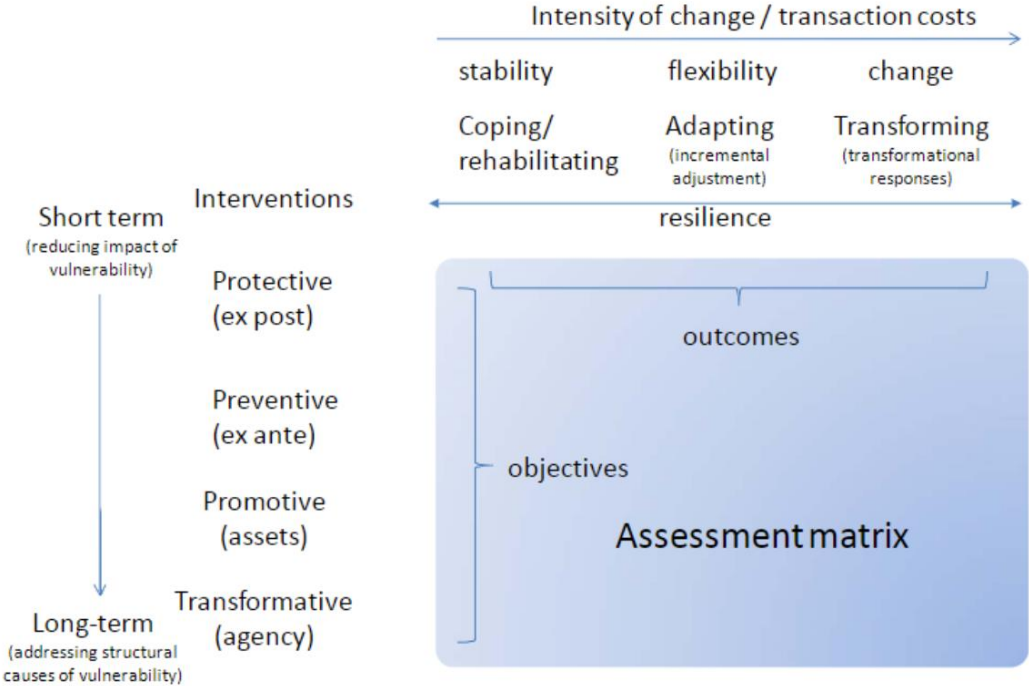 Intensity of change / transaction costs
stability
flexibility
change
Coping/
rehabilitating
Adapting
(incremental
adjustment)
Transforming
(transformational
responses)
resilience
Interventions
Short term
(reducing impact of
vulnerability)
Protective
(ex post)
Preventive
(ex ante)
Promotive
(assets)
Transformative
(agency)
Long-term
(addressing structural
causes of vulnerability)
outcomes
objectives
Assessment matrix